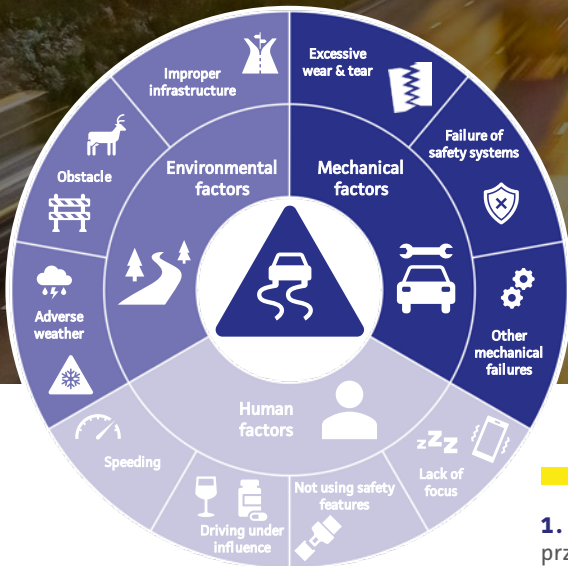 Improper
infrastructure
Excessive
wear & tear
Failure of
safety systems
Obstacle
Environmental
factors
Mechanical
factors
Adverse
weather
Other
mechanical
failures
Human
factors
Speeding
zZZ
Lack of
focus
Not using safety
features
Driving under
influence
1.
prz